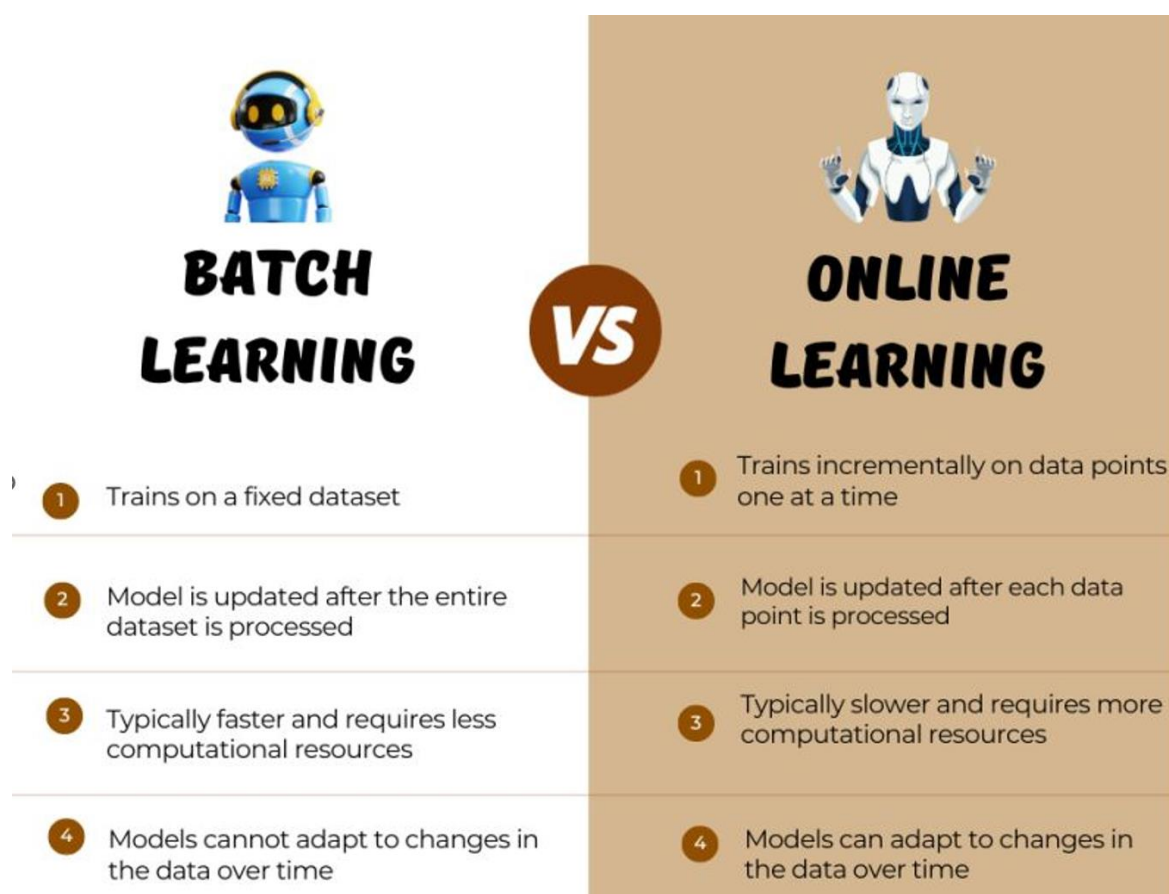 BATCH
LEARNING
VS
ONLINE
LEARNING
1 Trains on a fixed dataset
2 Model is updated after the entire
dataset is processed
3 Typically faster and requires less
computational resources
4 Models cannot adapt to changes in
the data over time
1 Trains incrementally on data points
one at a time
2 Model is updated after each data
point is processed
3 Typically slower and requires more
computational resources
4 Models can adapt to changes in
the data over time